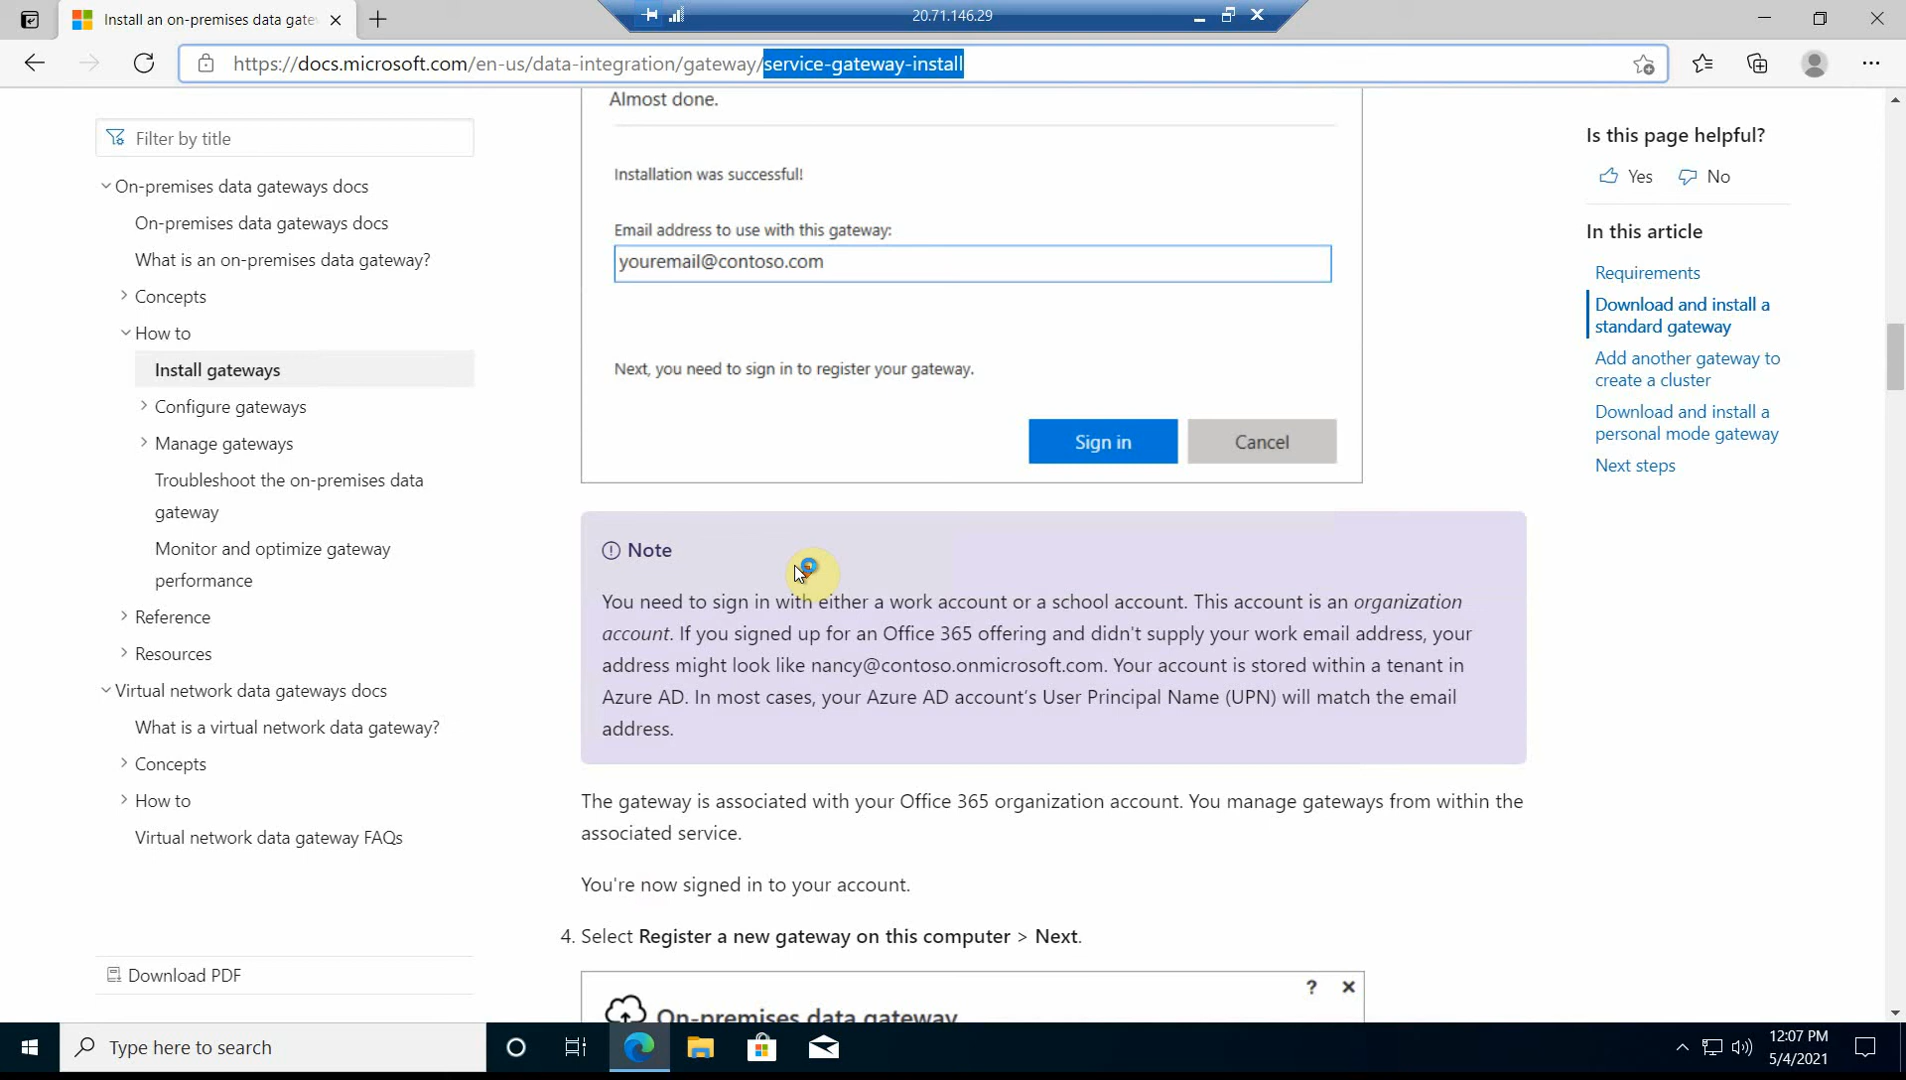 Install an on-premises data gate
20.71.146.29
https://docs.microsoft.com/en-us/data-integration/gateway/service-gateway-install
Filter by title
On-premises data gateways docs
On-premises data gateways docs
What is an on-premises data gateway?
Concepts
How to
Install gateways
Configure gateways
Manage gateways
Troubleshoot the on-premises data
gateway
Monitor and optimize gateway
performance
Reference
Resources
Virtual network data gateways docs
What is a virtual network data gateway?
Concepts
How to
Virtual network data gateway FAQs
Download PDF
Almost done.
Installation was successful!
Email address to use with this gateway:
youremail@contoso.com
Next, you need to sign in to register your gateway.
Sign in
Cancel
Note
You need to sign in with either a work account or a school account. This account is an organization
account. If you signed up for an Office 365 offering and didn't supply your work email address, your
address might look like nancy@contoso.onmicrosoft.com. Your account is stored within a tenant in
Azure AD. In most cases, your Azure AD account’s User Principal Name (UPN) will match the email
address.
The gateway is associated with your Office 365 organization account. You manage gateways from within the
associated service.
You're now signed in to your account.
4. Select Register a new gateway on this computer > Next.
? ×
On-premises data gateway
Is this page helpful?
Yes No
In this article
Requirements
Download and install a
standard gateway
Add another gateway to
create a cluster
Download and install a
personal mode gateway
Next steps
Type here to search
12:07 PM
5/4/2021